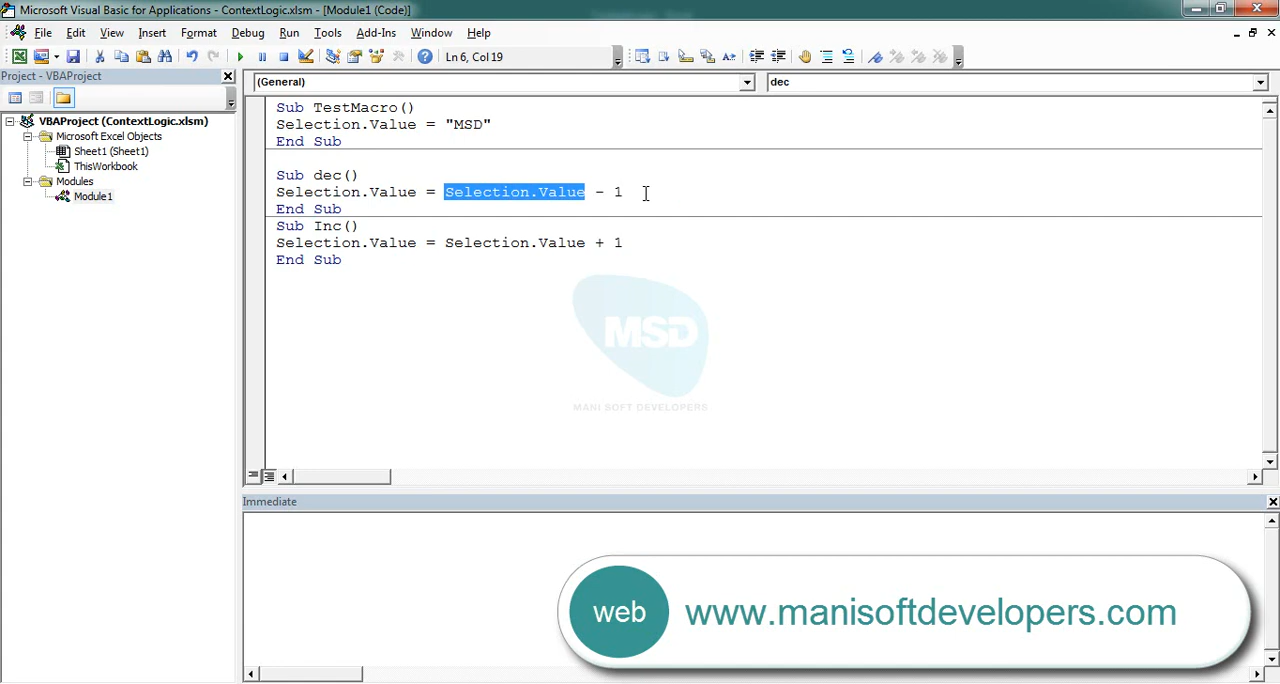 Microsoft Visual Basic for Applications - ContextLogic.xlsm - [Module1 (Code)]
File Edit View Insert Format Debug Run Tools Add-Ins Window Help
Ln 6, Col 19
Project - VBAProject
(General) dec
VBAProject (ContextLogic.xlsm)
Microsoft Excel Objects
Sheet1 (Sheet1)
ThisWorkbook
Modules
Module1
Sub TestMacro()
Selection.Value = "MSD"
End Sub
Sub dec()
Selection.Value = Selection.Value - 1
End Sub
Sub Inc()
Selection.Value = Selection.Value + 1
End Sub
MSD
MANI SOFT DEVELOPERS
Immediate
web www.manisoftdevelopers.com